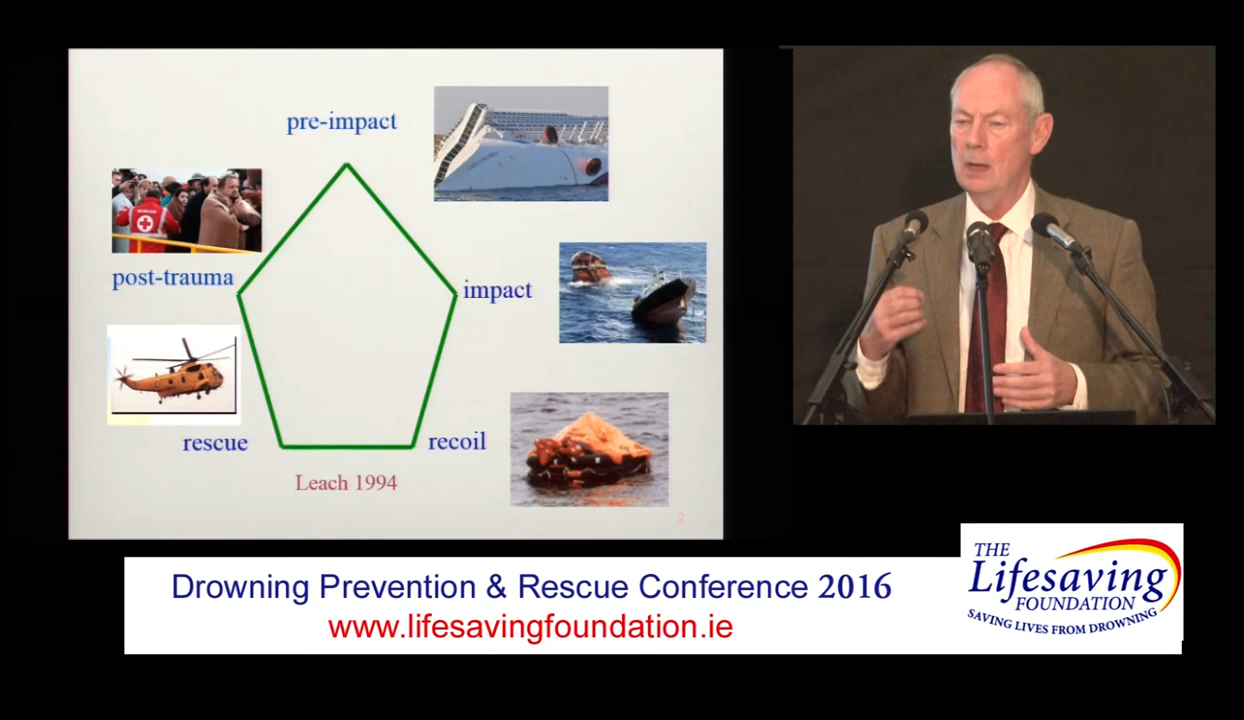 pre-impact
post-trauma
impact
rescue
recoil
Leach 1994
2
Drowning Prevention & Rescue Conference 2016
www.lifesavingfoundation.ie
THE
Lifesaving
FOUNDATION
SAVING LIVES FROM DROWNING